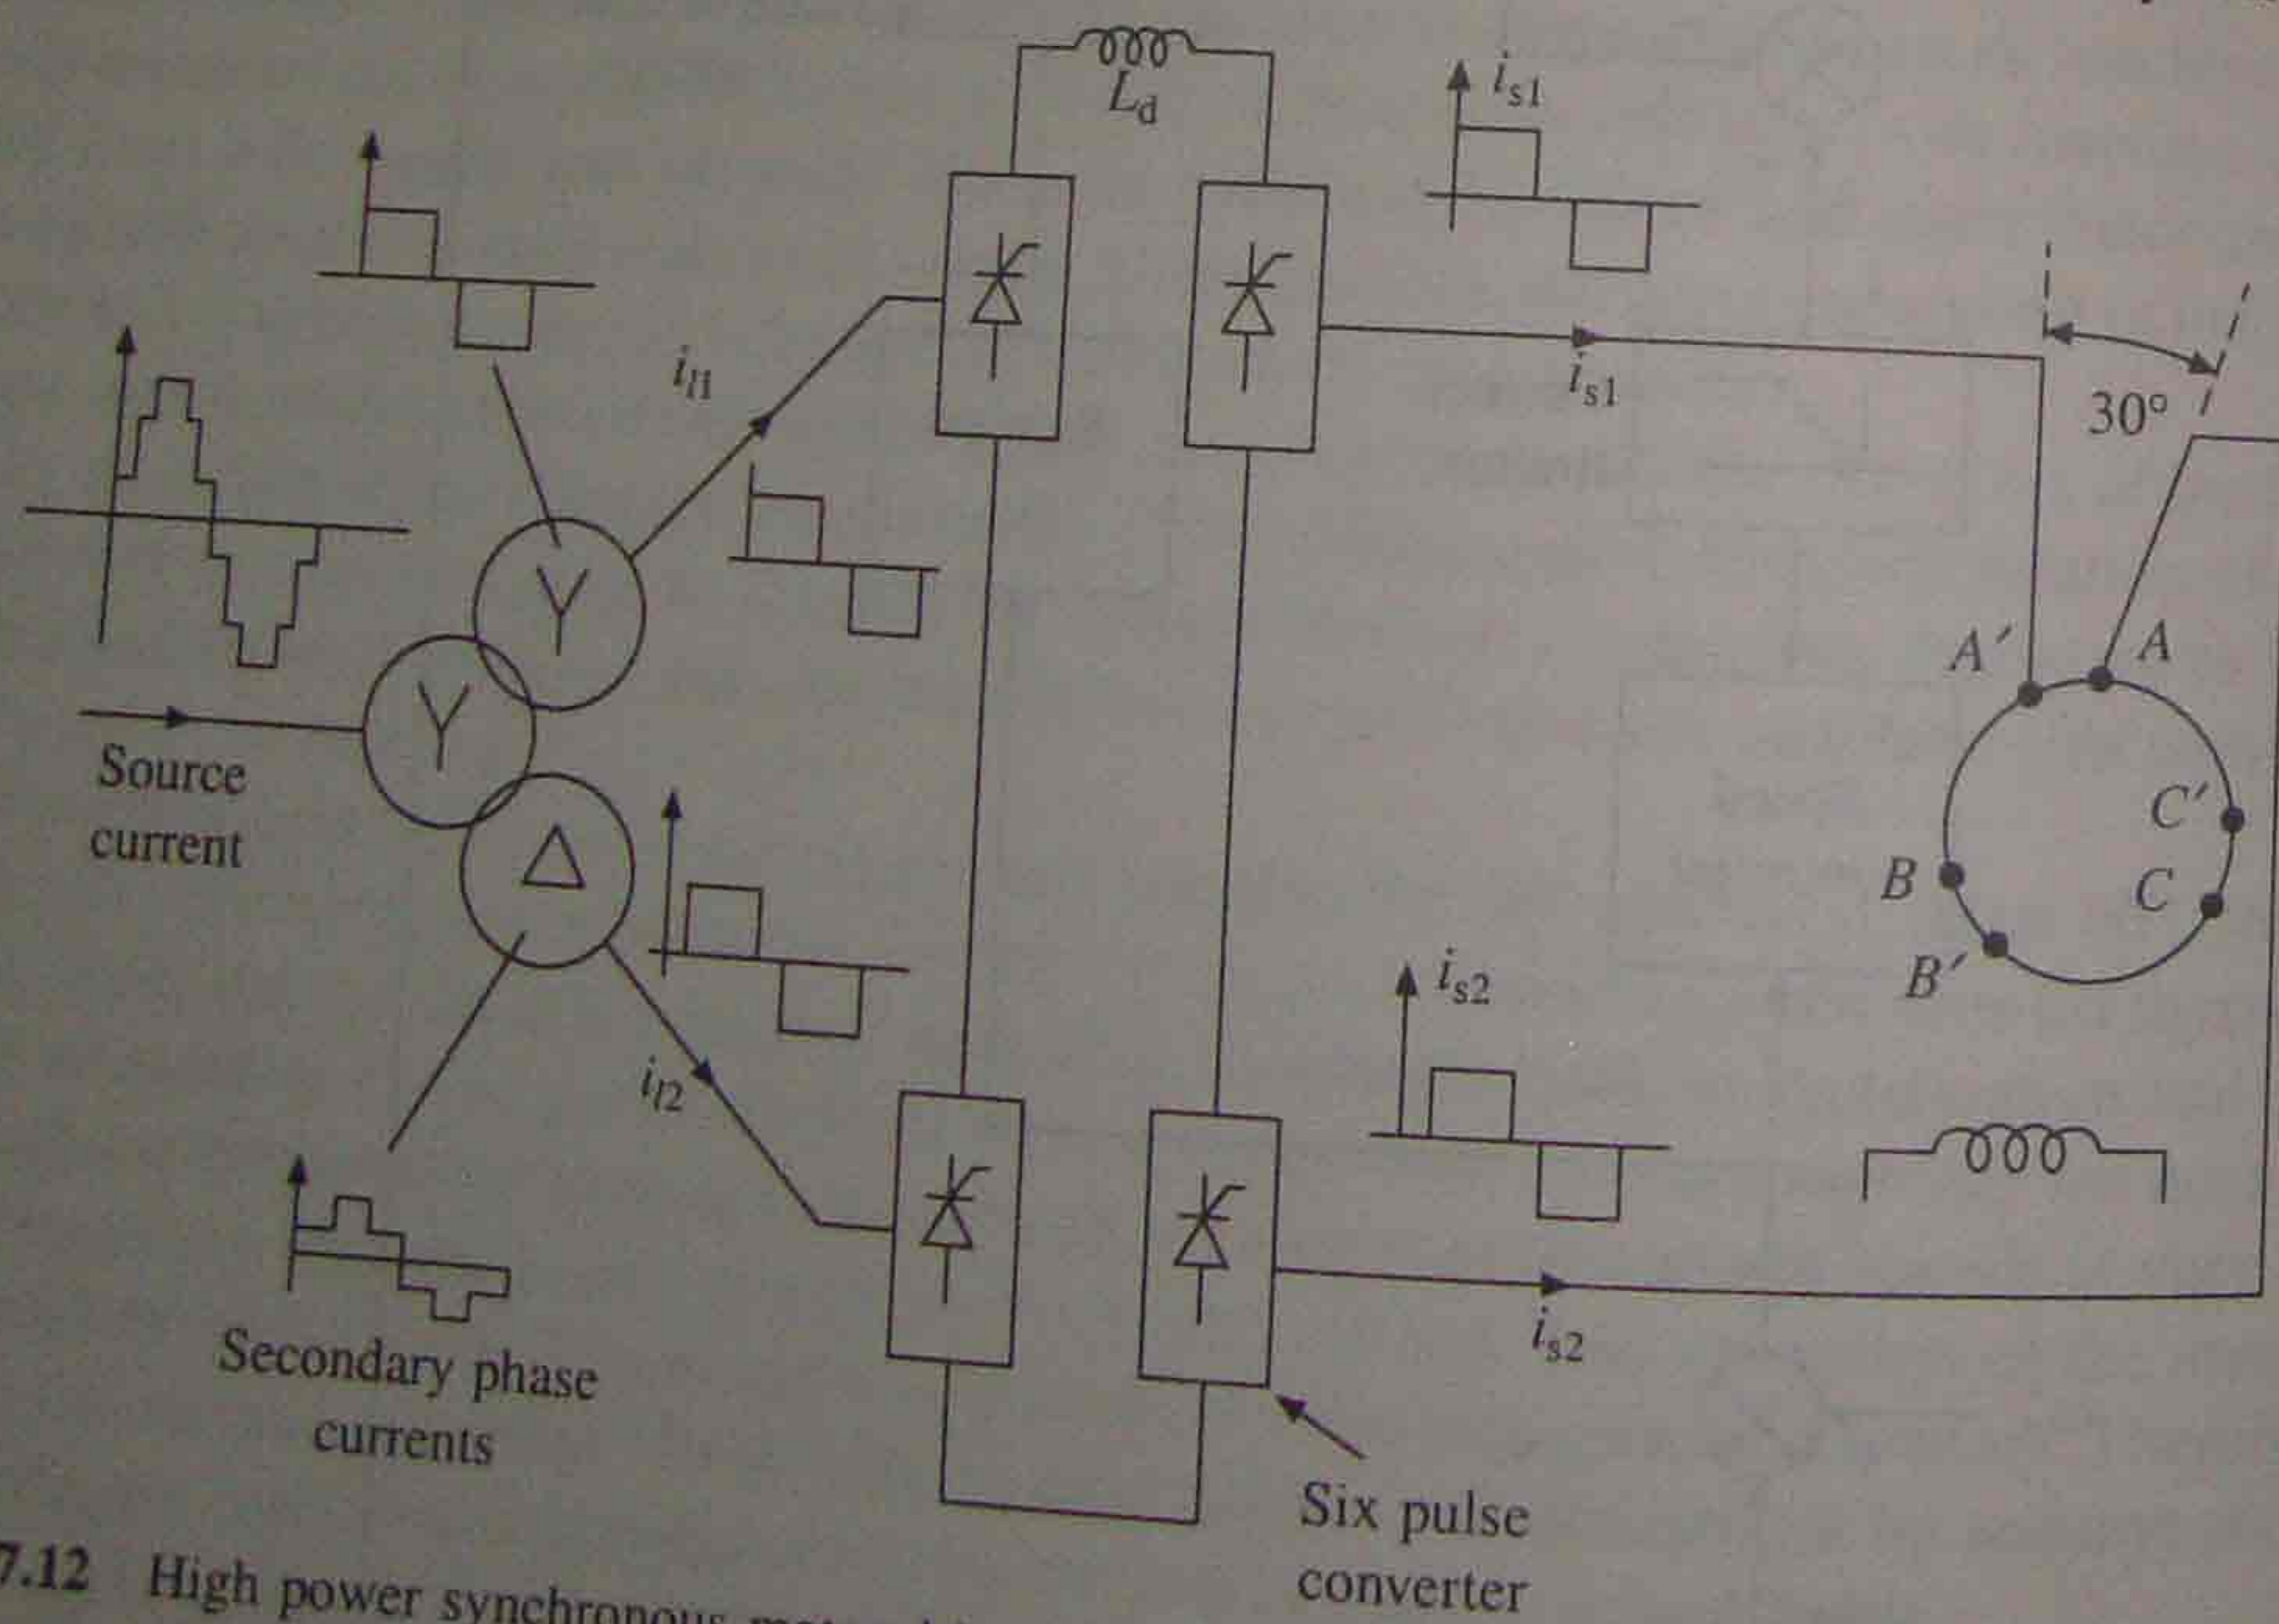 L_d
i_s1
i_l1
i_s1
30°
Y
A′
A
Y
Source
current
C′
Δ
B
C
B′
i_s2
i_l2
i_s2
Secondary phase
currents
Six pulse
converter
7.12 High power synchronous